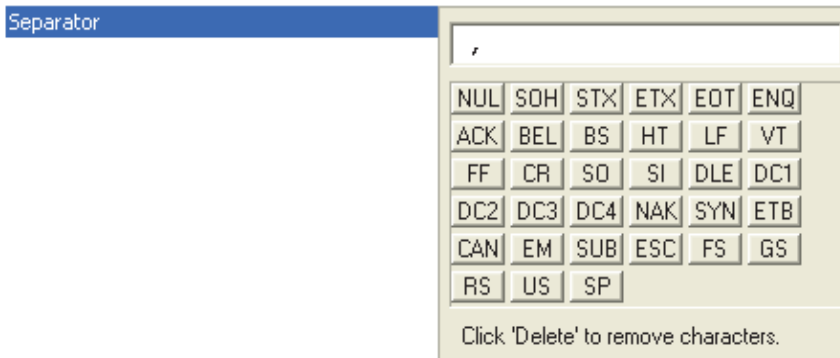 Separator
,
NUL SOH STX ETX EOT ENQ
ACK BEL BS HT LF VT
FF CR SO SI DLE DC1
DC2 DC3 DC4 NAK SYN ETB
CAN EM SUB ESC FS GS
RS US SP
Click 'Delete' to remove characters.